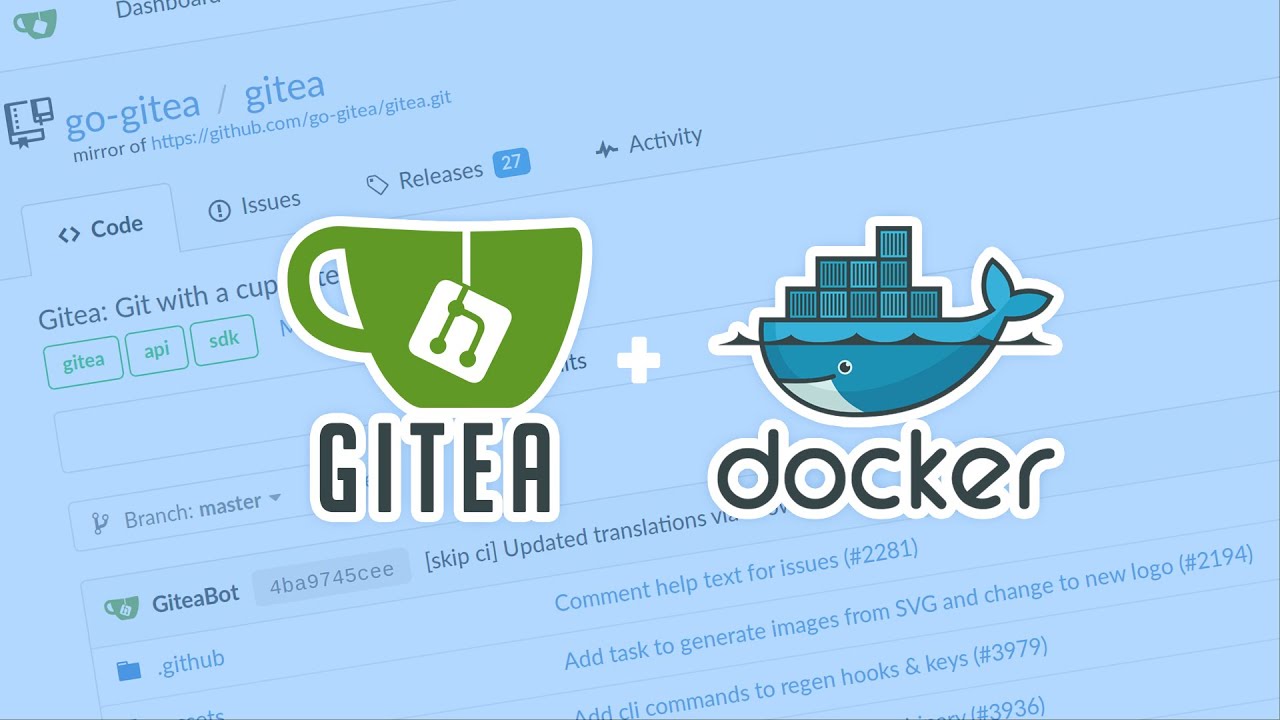 Dashboard
go-gitea / gitea
mirror of https://github.com/go-gitea/gitea.git
Code
Issues
Releases 27
Activity
Gitea: Git with a cup
gitea api sdk
GITEA
docker
Branch: master
GiteaBot 4ba9745cee [skip ci] Updated translations via
Comment help text for issues (#2281)
.github
Add task to generate images from SVG and change to new logo (#2194)
Add cli commands to regen hooks & keys (#3979)
(#3936)